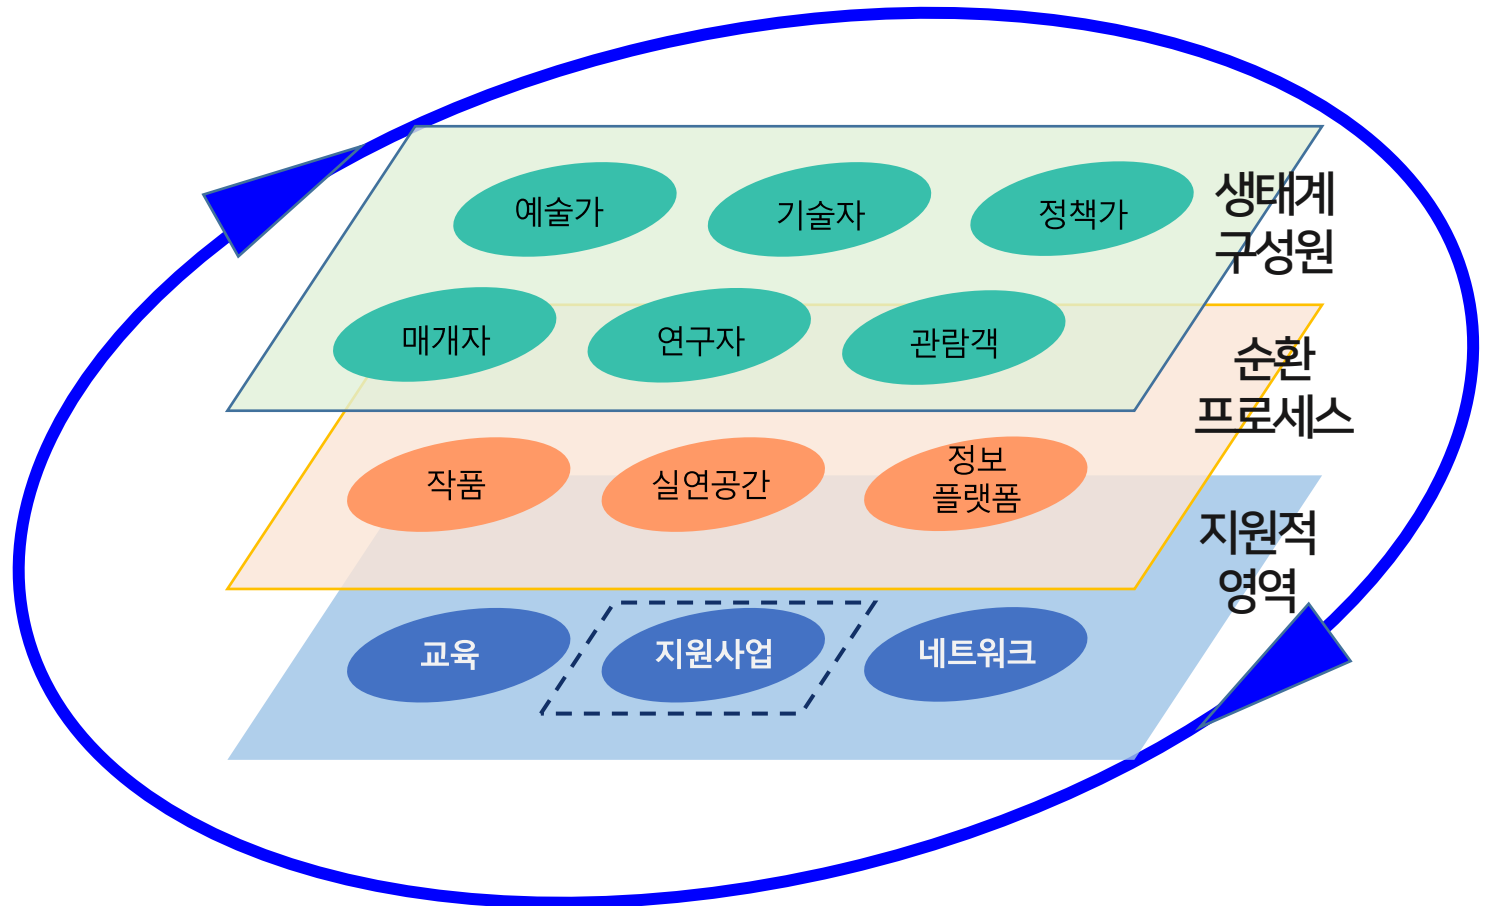 예술가
기술자
정책가
생태계
구성원
매개자
연구자
관람객
순환
프로세스
작품
실연공간
정보
플랫폼
지원적
영역
교육
지원사업
네트워크